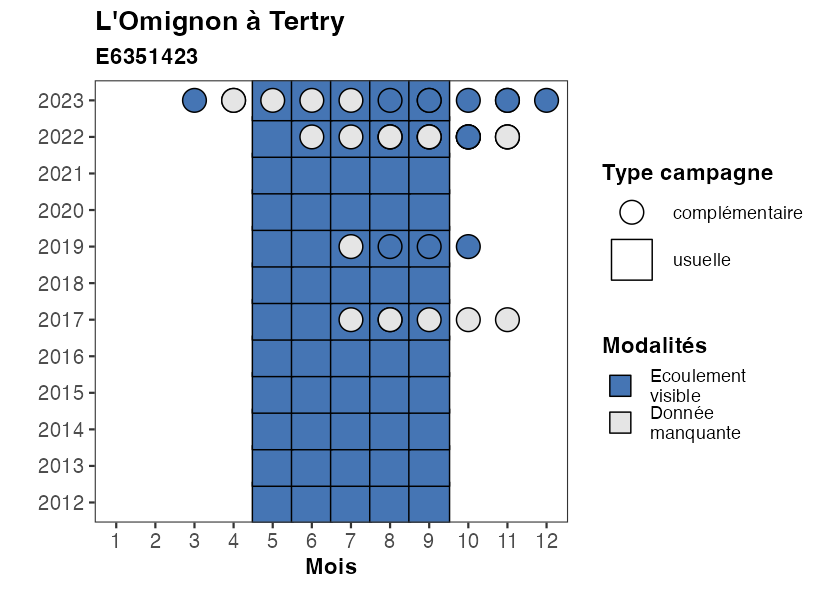 L'Omignon à Tertry
E6351423
2023
2022
2021
2020
2019
2018
2017
2016
2015
2014
2013
2012
1 2 3 4 5 6 7 8 9 10 11 12
Mois
Type campagne
complémentaire
usuelle
Modalités
Ecoulement
visible
Donnée
manquante